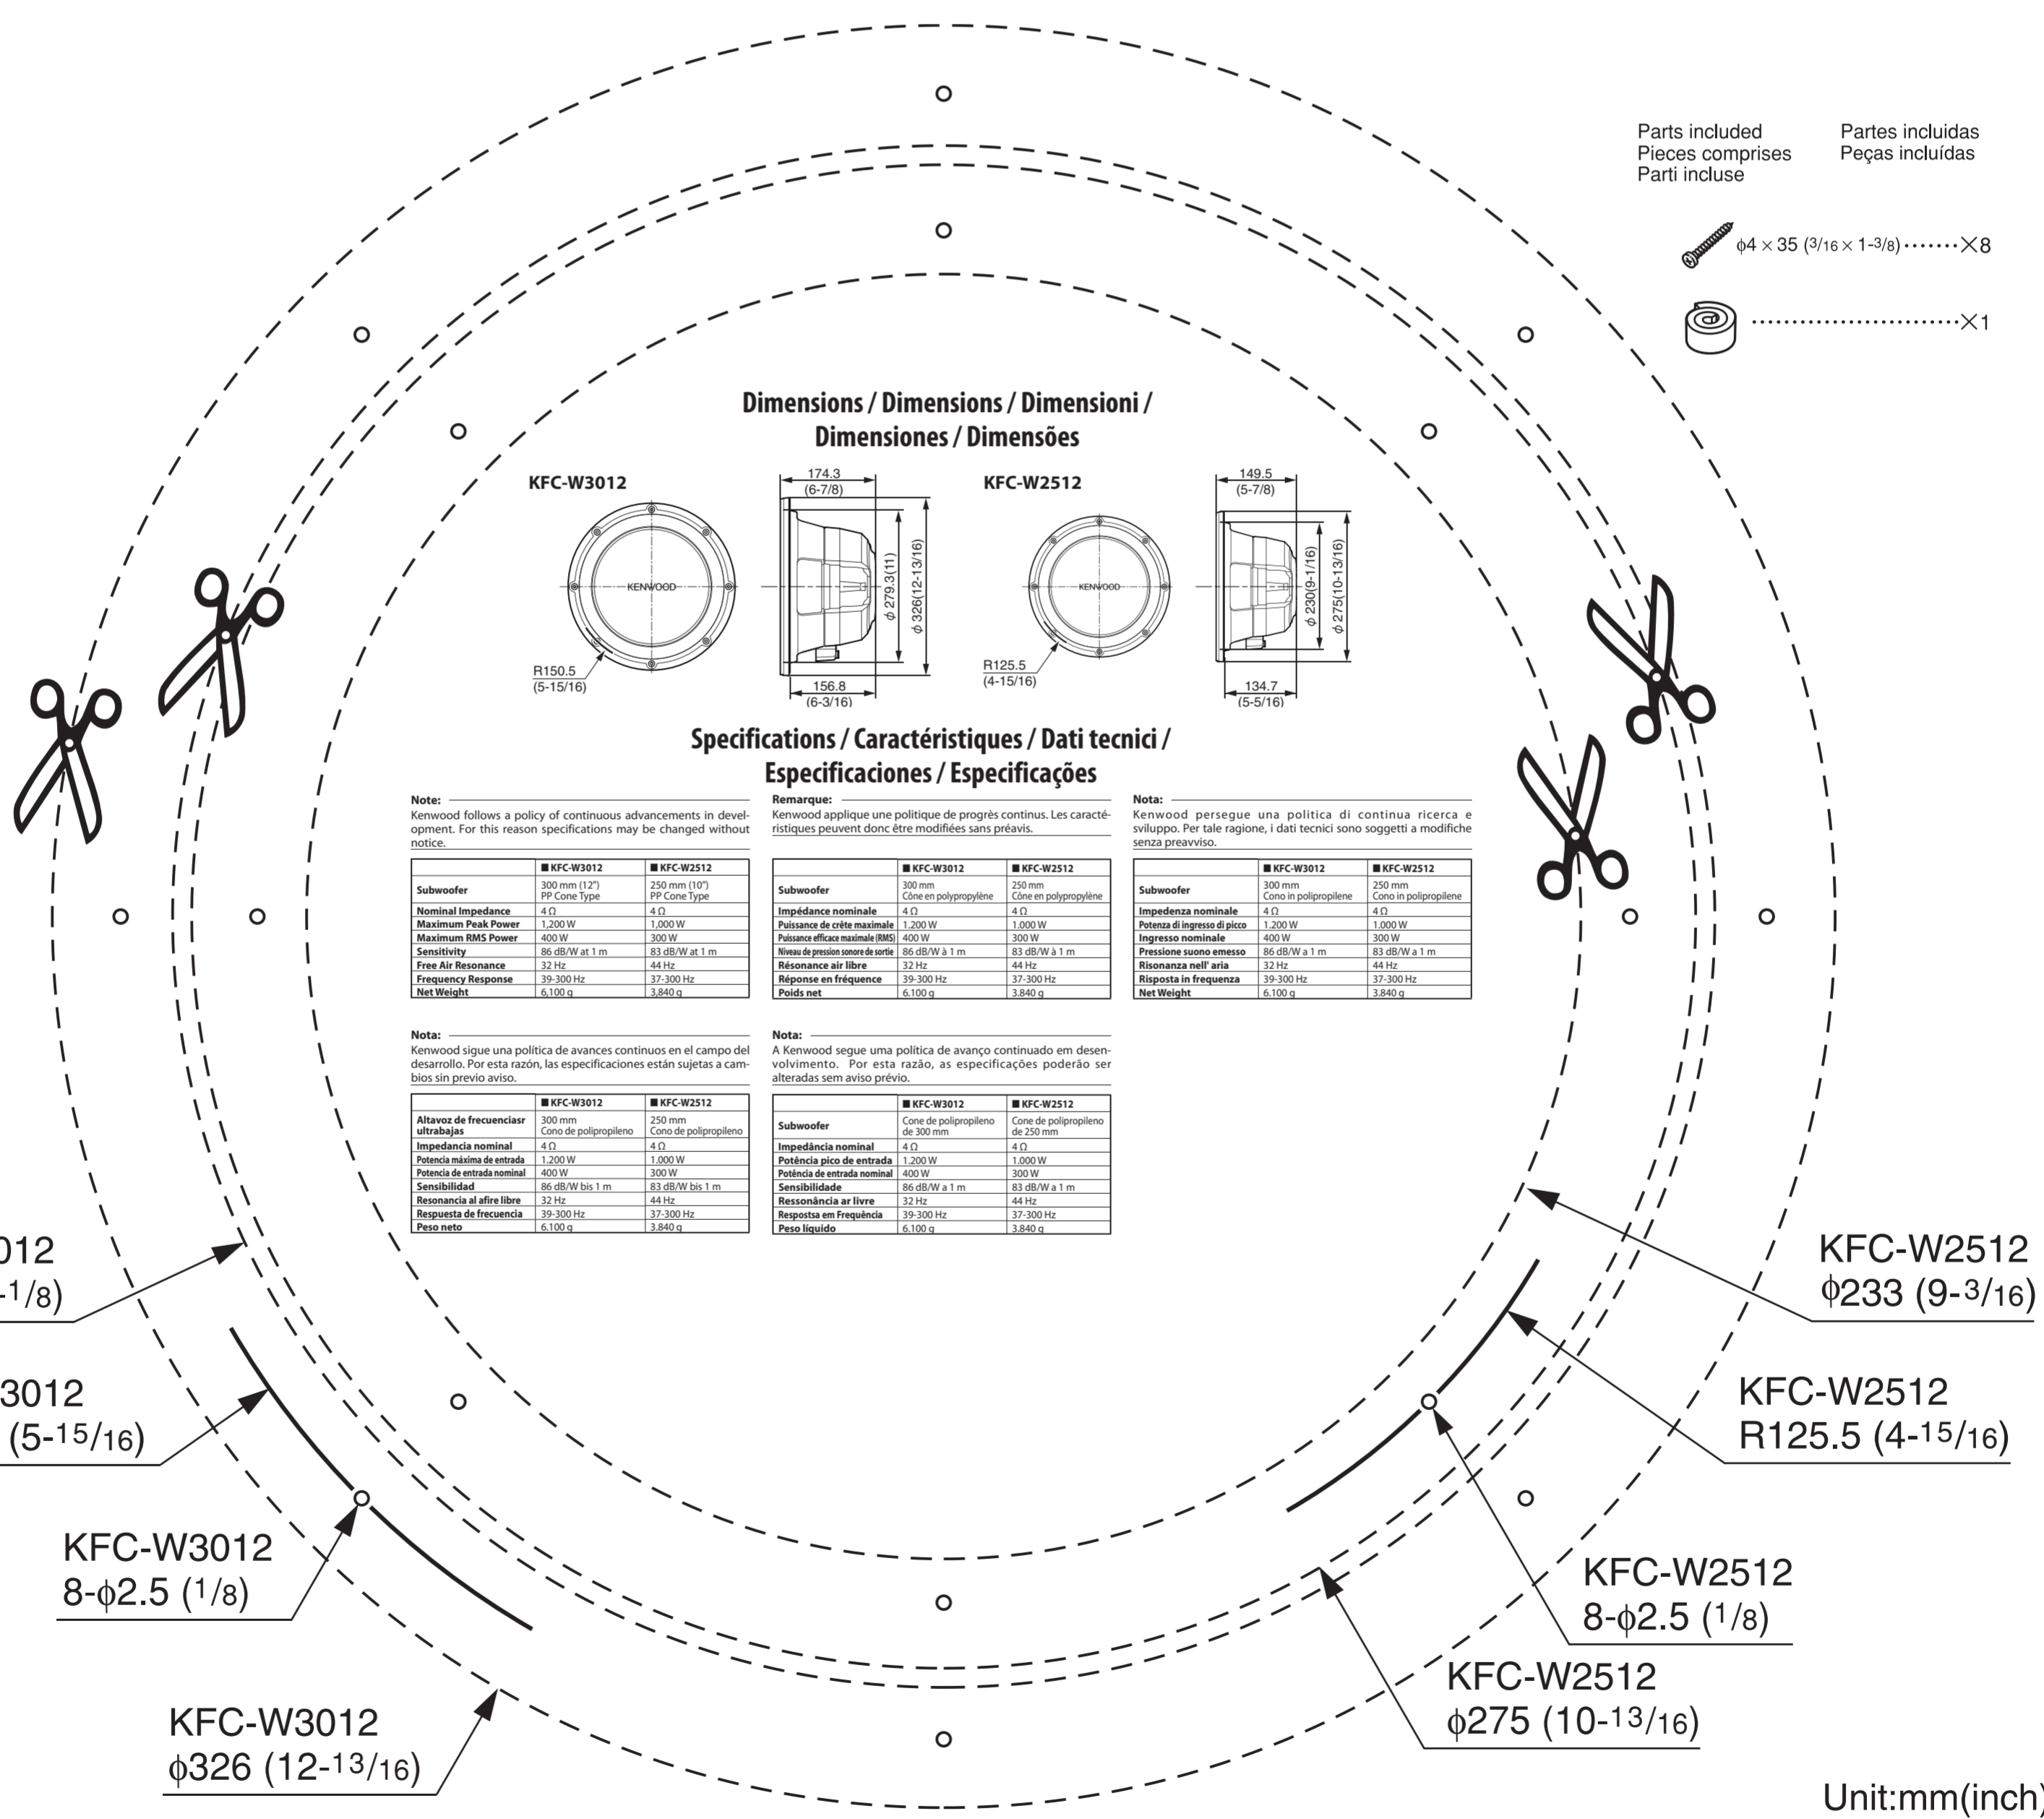 Parts included
Pieces comprises
Parti incluse
Partes incluidas
Peças incluídas
ϕ4 × 35 (3/16 × 1-3/8) ······· ×8
························ ×1
Dimensions / Dimensions / Dimensioni /
Dimensiones / Dimensões
KFC-W3012
KENWOOD
R150.5
(5-15/16)
174.3
(6-7/8)
ϕ 279.3(11)
ϕ 326(12-13/16)
156.8
(6-3/16)
KFC-W2512
KENWOOD
R125.5
(4-15/16)
149.5
(5-7/8)
ϕ 230(9-1/16)
ϕ 275(10-13/16)
134.7
(5-5/16)
Specifications / Caractéristiques / Dati tecnici /
Especificaciones / Especificações
Note:
Kenwood follows a policy of continuous advancements in devel-
opment. For this reason specifications may be changed without
notice.
■ KFC-W3012 ■ KFC-W2512
Subwoofer 300 mm (12") PP Cone Type 250 mm (10") PP Cone Type
Nominal Impedance 4 Ω 4 Ω
Maximum Peak Power 1,200 W 1,000 W
Maximum RMS Power 400 W 300 W
Sensitivity 86 dB/W at 1 m 83 dB/W at 1 m
Free Air Resonance 32 Hz 44 Hz
Frequency Response 39-300 Hz 37-300 Hz
Net Weight 6,100 g 3,840 g
Remarque:
Kenwood applique une politique de progrès continus. Les caracté-
ristiques peuvent donc être modifiées sans préavis.
■ KFC-W3012 ■ KFC-W2512
Subwoofer 300 mm Cône en polypropylène 250 mm Cône en polypropylène
Impédance nominale 4 Ω 4 Ω
Puissance de crête maximale 1.200 W 1.000 W
Puissance efficace maximale (RMS) 400 W 300 W
Niveau de pression sonore de sortie 86 dB/W à 1 m 83 dB/W à 1 m
Résonance air libre 32 Hz 44 Hz
Réponse en fréquence 39-300 Hz 37-300 Hz
Poids net 6.100 g 3.840 g
Nota:
Kenwood persegue una politica di continua ricerca e
sviluppo. Per tale ragione, i dati tecnici sono soggetti a modifiche
senza preavviso.
■ KFC-W3012 ■ KFC-W2512
Subwoofer 300 mm Cono in polipropilene 250 mm Cono in polipropilene
Impedenza nominale 4 Ω 4 Ω
Potenza di ingresso di picco 1.200 W 1.000 W
Ingresso nominale 400 W 300 W
Pressione suono emesso 86 dB/W a 1 m 83 dB/W a 1 m
Risonanza nell' aria 32 Hz 44 Hz
Risposta in frequenza 39-300 Hz 37-300 Hz
Net Weight 6.100 g 3.840 g
Nota:
Kenwood sigue una política de avances continuos en el campo del
desarrollo. Por esta razón, las especificaciones están sujetas a cam-
bios sin previo aviso.
■ KFC-W3012 ■ KFC-W2512
Altavoz de frecuenciasr ultrabajas 300 mm Cono de polipropileno 250 mm Cono de polipropileno
Impedancia nominal 4 Ω 4 Ω
Potencia máxima de entrada 1.200 W 1.000 W
Potencia de entrada nominal 400 W 300 W
Sensibilidad 86 dB/W bis 1 m 83 dB/W bis 1 m
Resonancia al afire libre 32 Hz 44 Hz
Respuesta de frecuencia 39-300 Hz 37-300 Hz
Peso neto 6.100 g 3.840 g
Nota:
A Kenwood segue uma política de avanço continuado em desen-
volvimento. Por esta razão, as especificações poderão ser
alteradas sem aviso prévio.
■ KFC-W3012 ■ KFC-W2512
Subwoofer Cone de polipropileno de 300 mm Cone de polipropileno de 250 mm
Impedância nominal 4 Ω 4 Ω
Potência pico de entrada 1.200 W 1.000 W
Potência de entrada nominal 400 W 300 W
Sensibilidade 86 dB/W a 1 m 83 dB/W a 1 m
Ressonância ar livre 32 Hz 44 Hz
Respostsa em Frequência 39-300 Hz 37-300 Hz
Peso líquido 6.100 g 3.840 g
012
-1/8)
3012
(5-15/16)
KFC-W3012
8-ϕ2.5 (1/8)
KFC-W3012
ϕ326 (12-13/16)
KFC-W2512
ϕ233 (9-3/16)
KFC-W2512
R125.5 (4-15/16)
KFC-W2512
8-ϕ2.5 (1/8)
KFC-W2512
ϕ275 (10-13/16)
Unit:mm(inch)